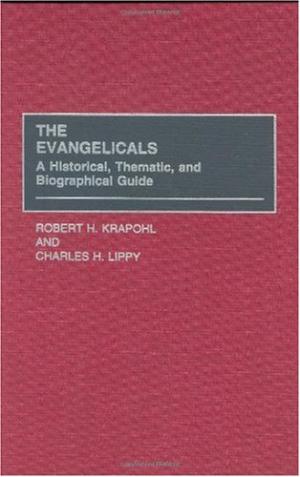 THE
EVANGELICALS
A Historical, Thematic, and
Biographical Guide
ROBERT H. KRAPOHL
AND
CHARLES H. LIPPY